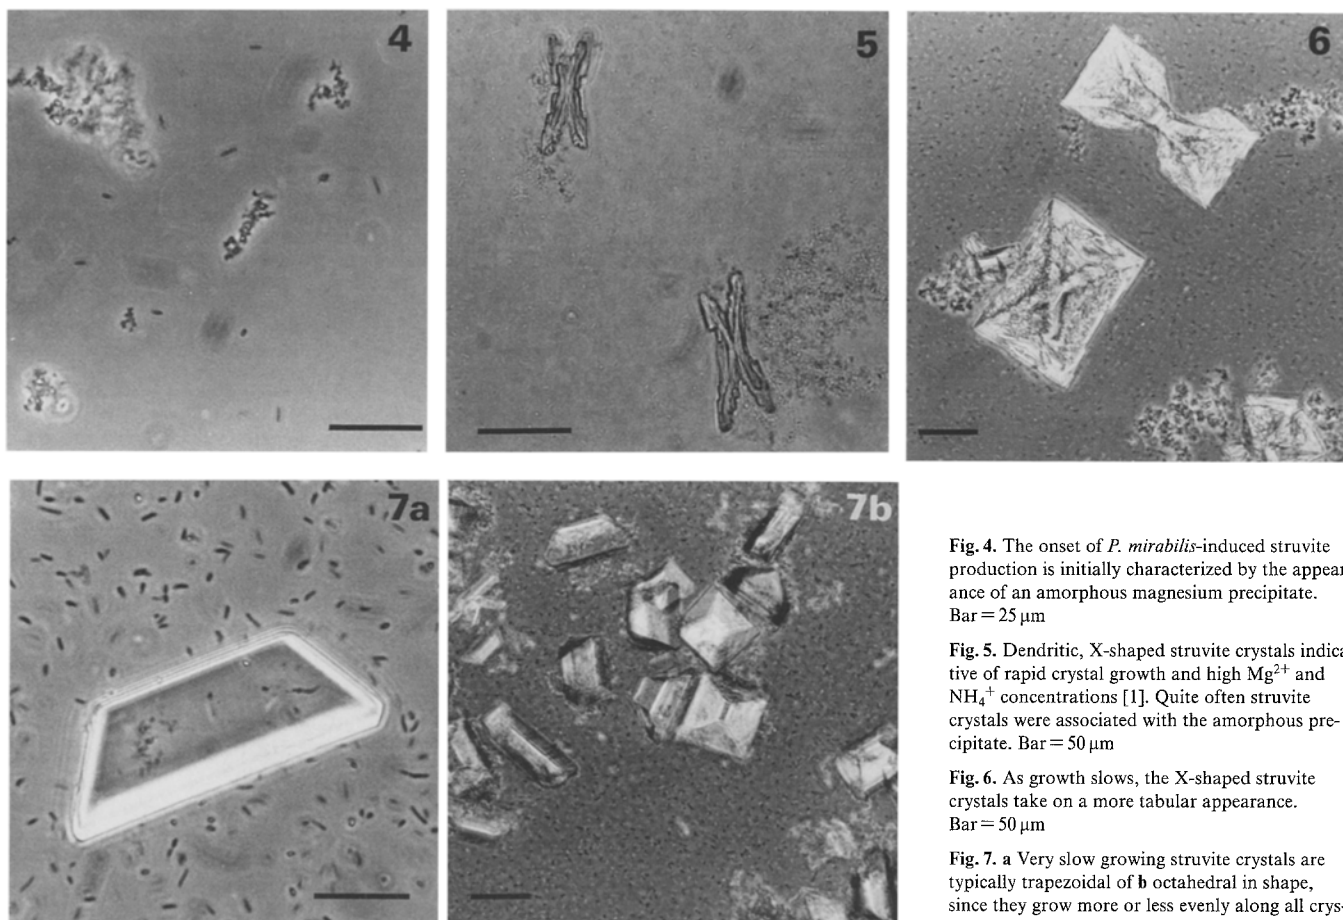 4
5
6
7a
7b
Fig. 4. The onset of P. mirabilis-induced struvite
production is initially characterized by the appear-
ance of an amorphous magnesium precipitate.
Bar = 25 μm
Fig. 5. Dendritic, X-shaped struvite crystals indica-
tive of rapid crystal growth and high Mg²⁺ and
NH₄⁺ concentrations [1]. Quite often struvite
crystals were associated with the amorphous pre-
cipitate. Bar = 50 μm
Fig. 6. As growth slows, the X-shaped struvite
crystals take on a more tabular appearance.
Bar = 50 μm
Fig. 7. a Very slow growing struvite crystals are
typically trapezoidal of b octahedral in shape,
since they grow more or less evenly along all crys-